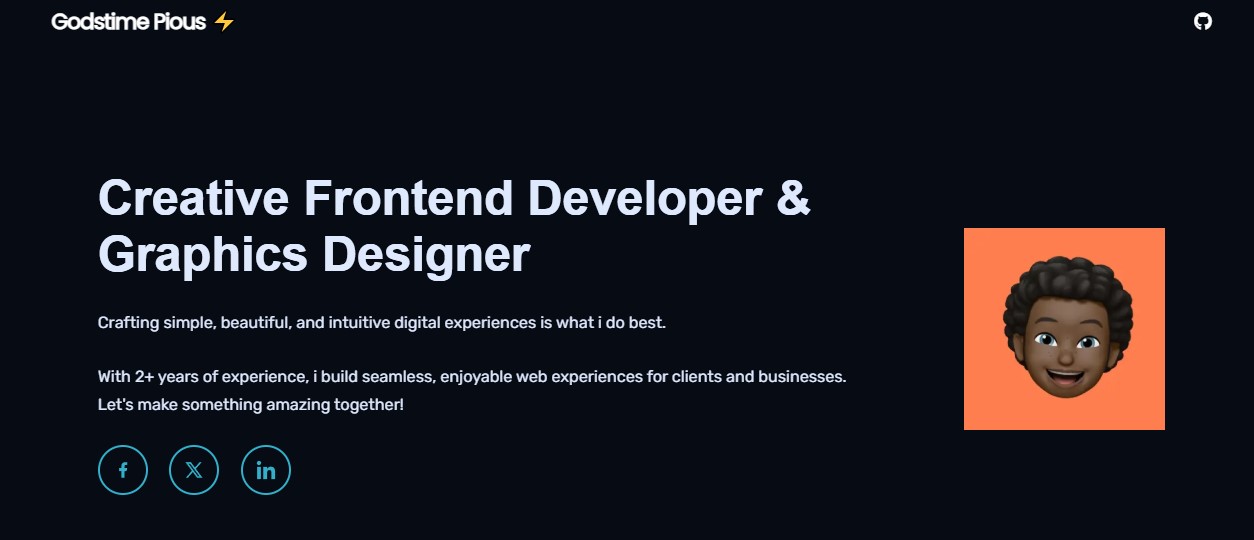 Godstime Pious ⚡
Creative Frontend Developer &
Graphics Designer
Crafting simple, beautiful, and intuitive digital experiences is what i do best.
With 2+ years of experience, i build seamless, enjoyable web experiences for clients and businesses.
Let's make something amazing together!